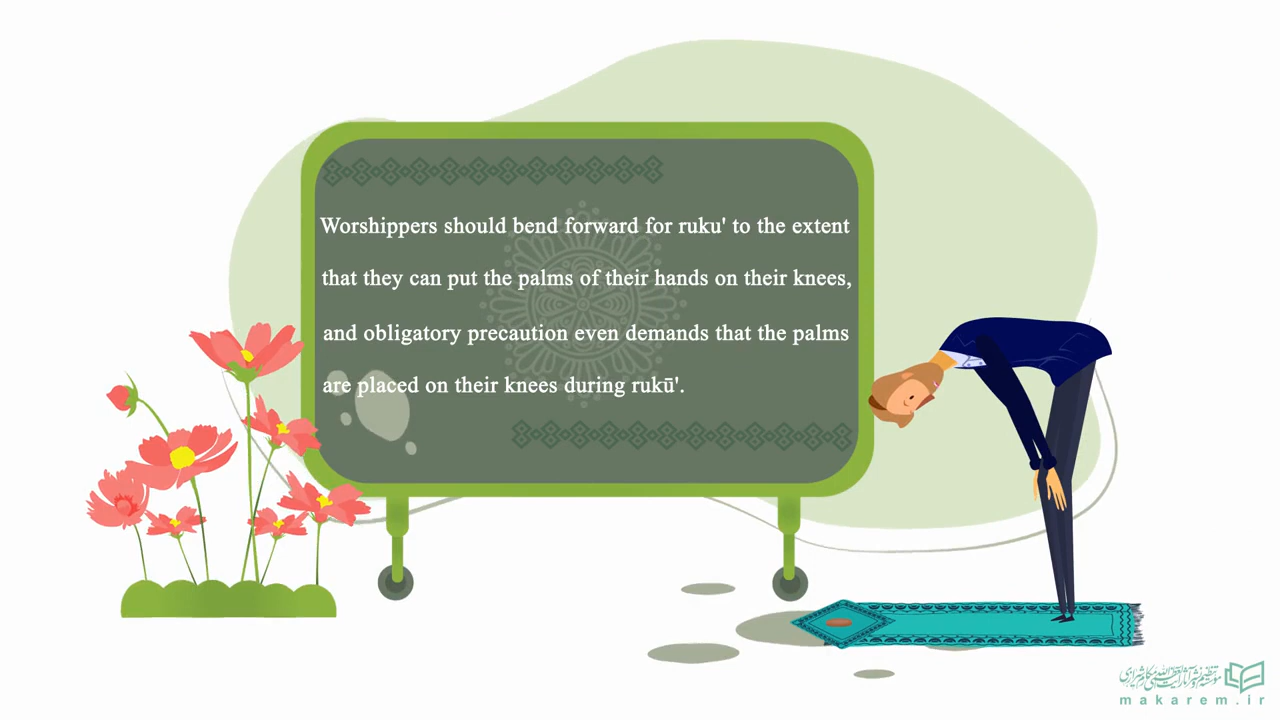 Worshippers should bend forward for ruku' to the extent
that they can put the palms of their hands on their knees,
and obligatory precaution even demands that the palms
are placed on their knees during rukū'.
makarem.ir